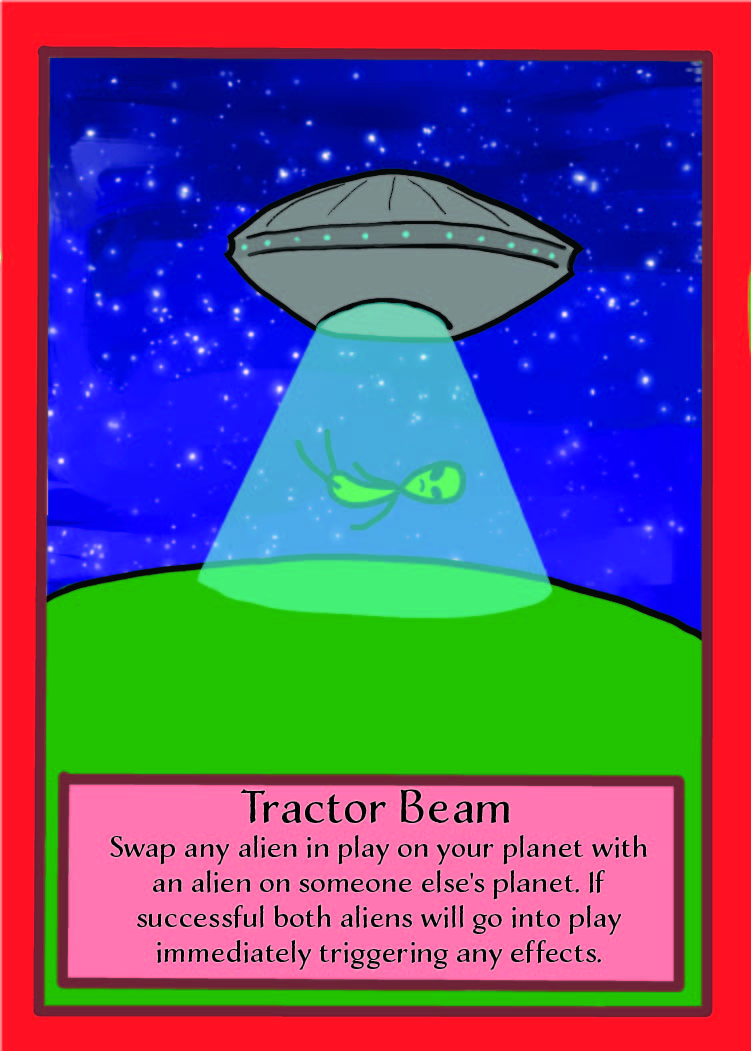 Tractor Beam
Swap any alien in play on your planet with
an alien on someone else's planet. If
successful both aliens will go into play
immediately triggering any effects.